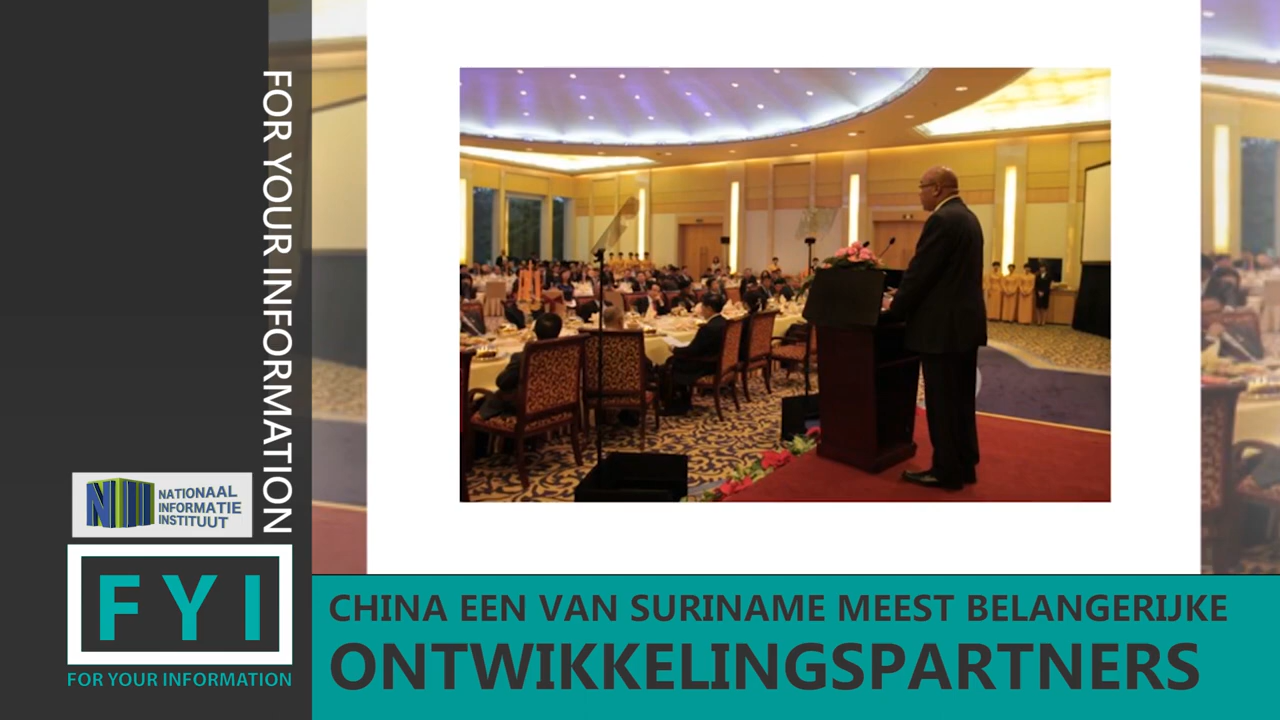 FOR YOUR INFORMATION
NATIONAAL
INFORMATIE
INSTITUUT
FYI
FOR YOUR INFORMATION
CHINA EEN VAN SURINAME MEEST BELANGERIJKE
ONTWIKKELINGSPARTNERS